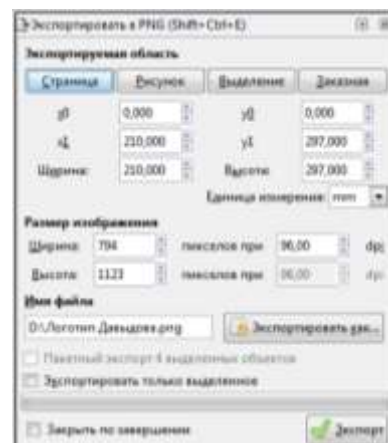 Экспортировать в PNG (Shift+Ctrl+E)
Экспортируемая область
Страница Рисунок Выделение Заказная
x0 0,000 y0 0,000
x1 210,000 y1 297,000
Ширина: 210,000 Высота: 297,000
Единица измерения: mm
Размер изображения
Ширина: 794 пикселов при 96,00 dpi
Высота: 1123 пикселов при 96,00 dpi
Имя файла
D:\Логотип Давыдова.png Экспортировать как...
Пакетный экспорт 4 выделенных объектов
Экспортировать только выделенное
Закрыть по завершении Экспорт